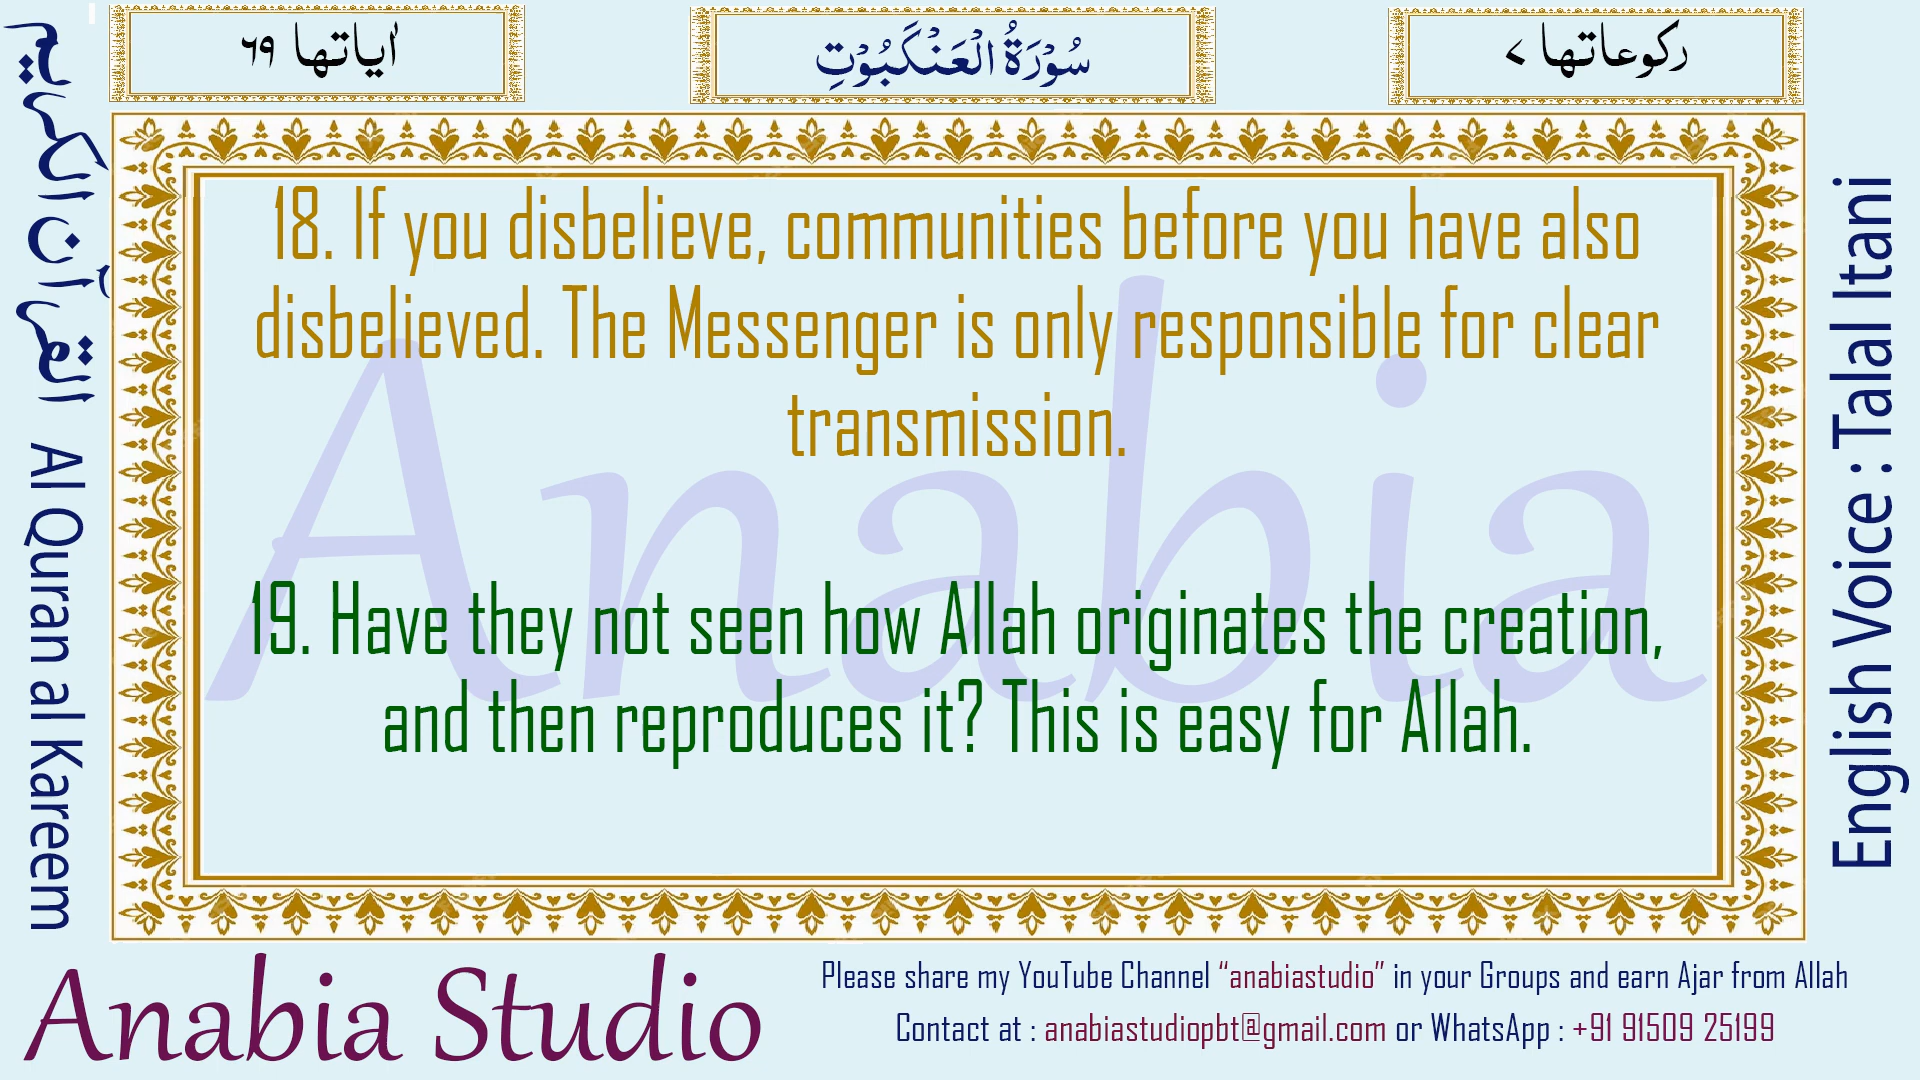 اٰیاتها ٦٩
سُوْرَةُ الْعَنْكَبُوْتِ
ركوعاتها ٧
القرآن الكريم Al Quran al Kareem
18. If you disbelieve, communities before you have also
disbelieved. The Messenger is only responsible for clear
transmission.
19. Have they not seen how Allah originates the creation,
and then reproduces it? This is easy for Allah.
Anabia
English Voice : Talal Itani
Anabia Studio
Please share my YouTube Channel “anabiastudio” in your Groups and earn Ajar from Allah
Contact at : anabiastudiopbt@gmail.com or WhatsApp : +91 91509 25199